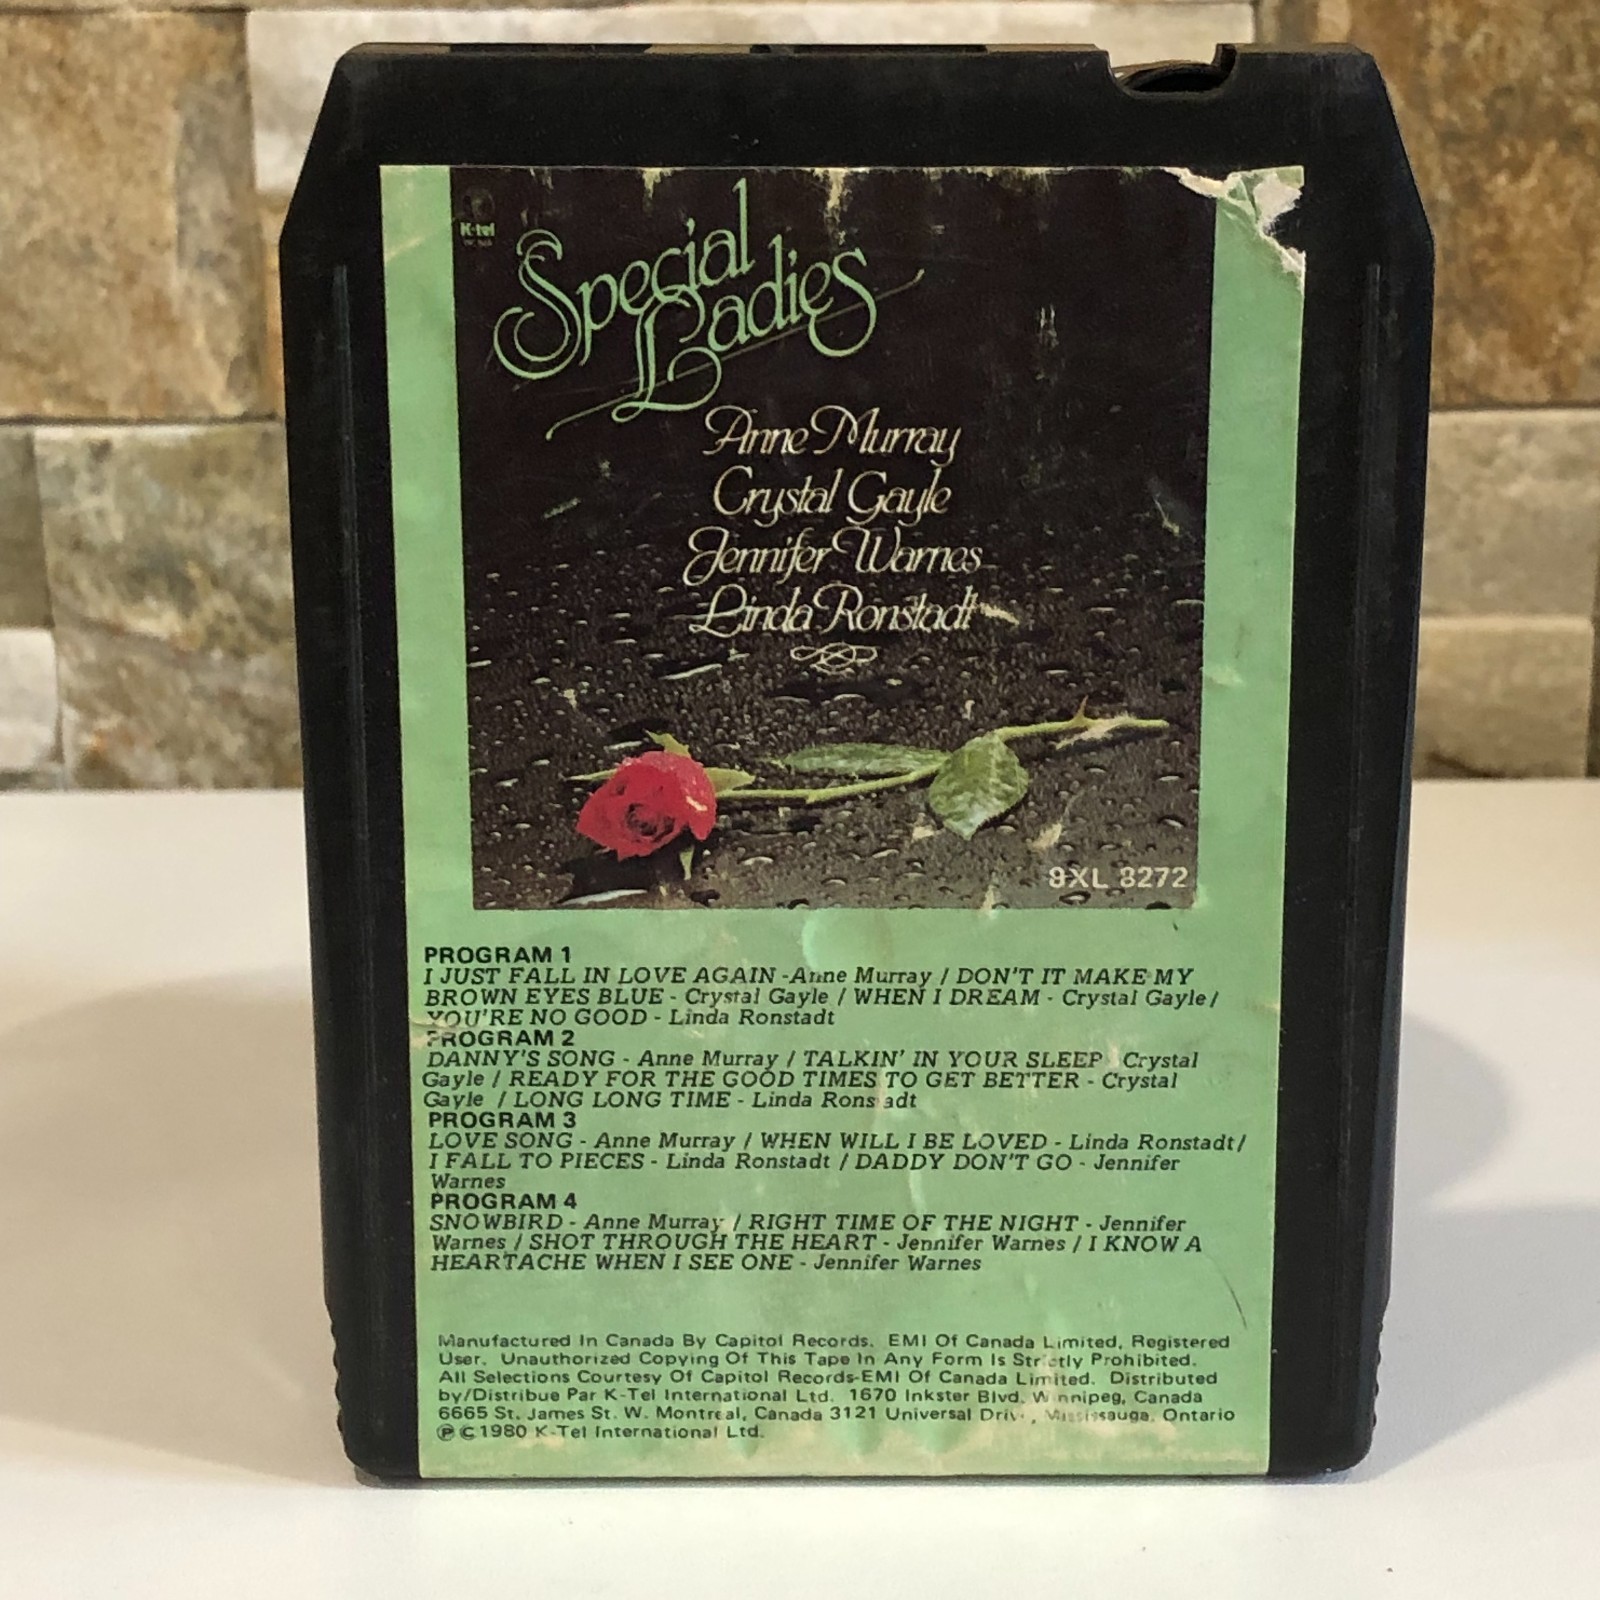 K-tel
Special
Ladies
Anne Murray
Crystal Gayle
Jennifer Warnes
Linda Ronstadt
8XL 3272
PROGRAM 1
I JUST FALL IN LOVE AGAIN -Anne Murray / DON'T IT MAKE MY
BROWN EYES BLUE - Crystal Gayle / WHEN I DREAM - Crystal Gayle /
YOU'RE NO GOOD - Linda Ronstadt
PROGRAM 2
DANNY'S SONG - Anne Murray / TALKIN' IN YOUR SLEEP Crystal
Gayle / READY FOR THE GOOD TIMES TO GET BETTER - Crystal
Gayle / LONG LONG TIME - Linda Ronstadt
PROGRAM 3
LOVE SONG - Anne Murray / WHEN WILL I BE LOVED - Linda Ronstadt /
I FALL TO PIECES - Linda Ronstadt / DADDY DON'T GO - Jennifer
Warnes
PROGRAM 4
SNOWBIRD - Anne Murray / RIGHT TIME OF THE NIGHT - Jennifer
Warnes / SHOT THROUGH THE HEART - Jennifer Warnes / I KNOW A
HEARTACHE WHEN I SEE ONE - Jennifer Warnes
Manufactured In Canada By Capitol Records. EMI Of Canada Limited, Registered
User. Unauthorized Copying Of This Tape In Any Form Is Strictly Prohibited.
All Selections Courtesy Of Capitol Records-EMI Of Canada Limited. Distributed
by/Distribue Par K-Tel International Ltd. 1670 Inkster Blvd. Winnipeg, Canada
6665 St. James St. W. Montreal, Canada 3121 Universal Drive, Mississauga, Ontario
℗ © 1980 K-Tel International Ltd.